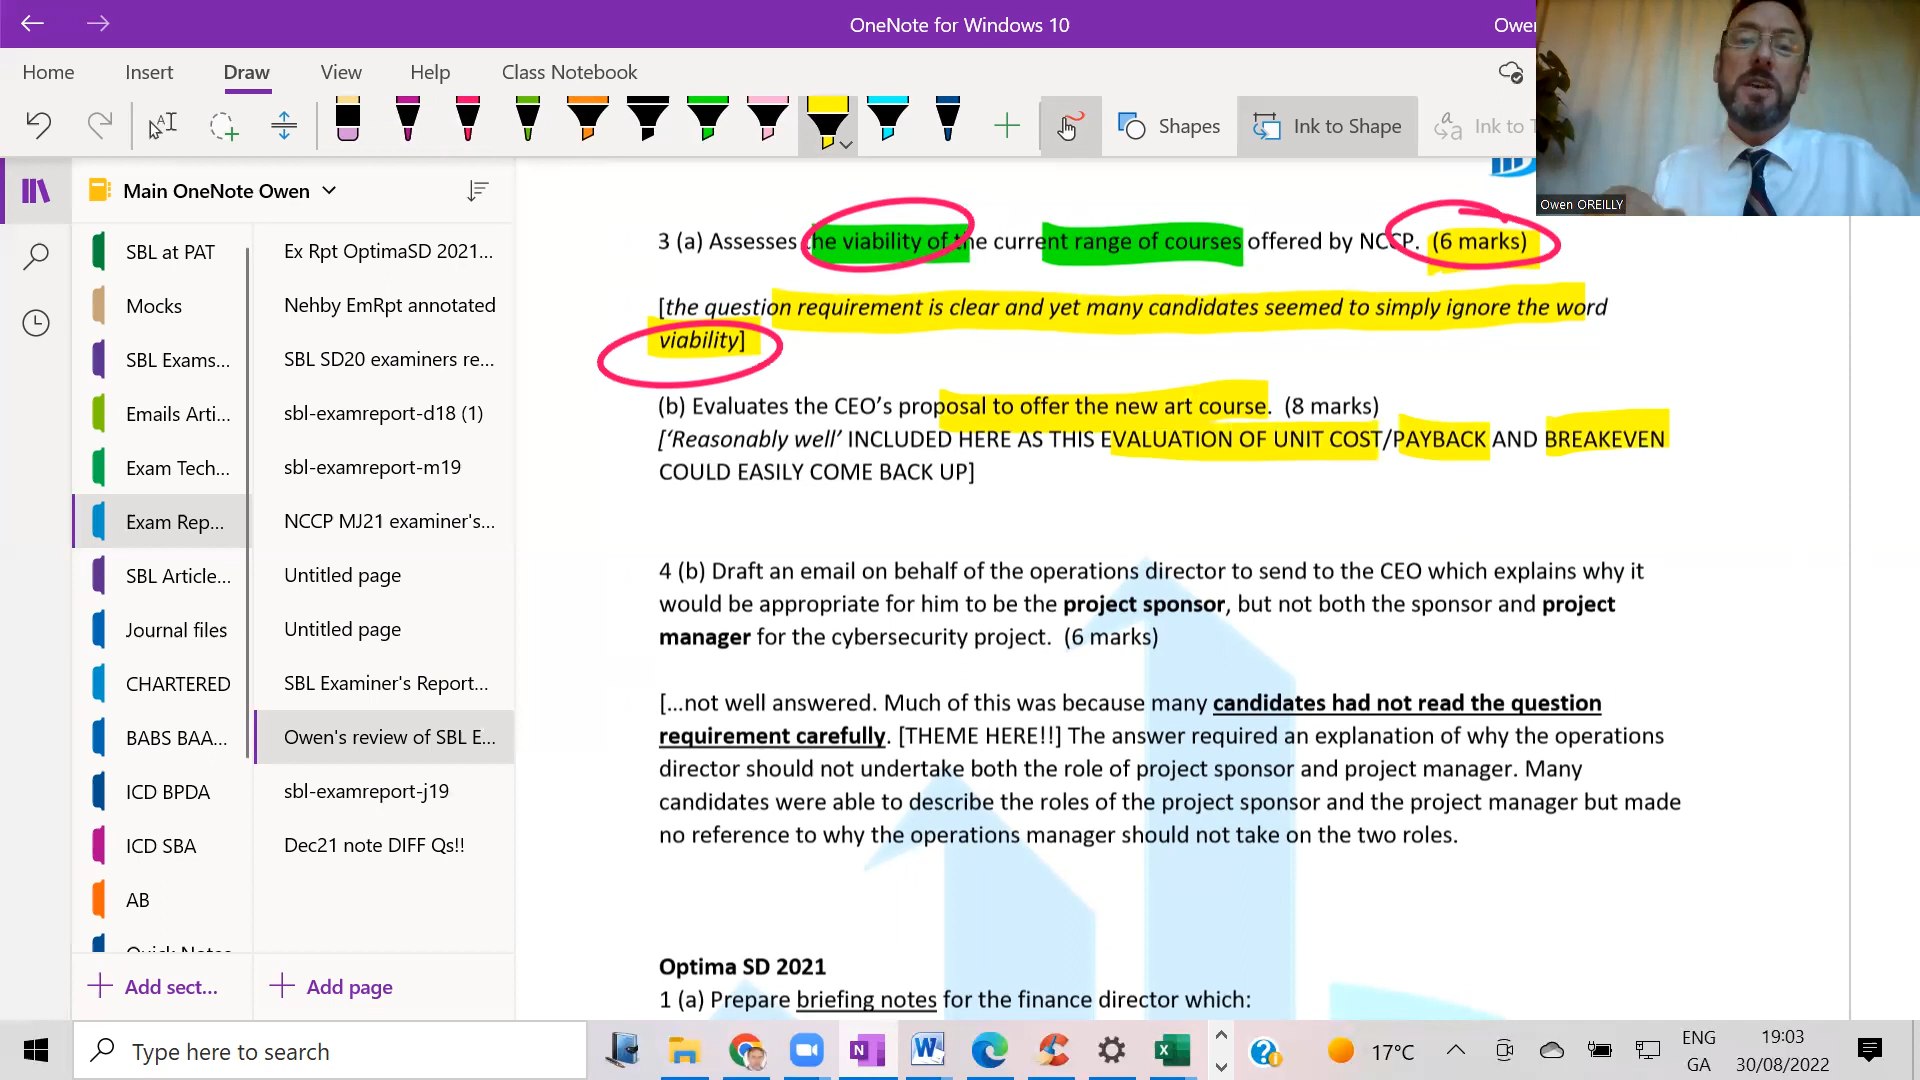 OneNote for Windows 10
Owen
Home
Insert
Draw
View
Help
Class Notebook
Shapes
Ink to Shape
Ink to
Owen OREILLY
Main OneNote Owen
SBL at PAT
Mocks
SBL Exams...
Emails Arti...
Exam Tech...
Exam Rep...
SBL Article...
Journal files
CHARTERED
BABS BAA...
ICD BPDA
ICD SBA
AB
Quick Notes
Add sect...
Ex Rpt OptimaSD 2021...
Nehby EmRpt annotated
SBL SD20 examiners re...
sbl-examreport-d18 (1)
sbl-examreport-m19
NCCP MJ21 examiner's...
Untitled page
Untitled page
SBL Examiner's Report...
Owen's review of SBL E...
sbl-examreport-j19
Dec21 note DIFF Qs!!
Add page
3 (a) Assesses the viability of the current range of courses offered by NCCP. (6 marks)
[the question requirement is clear and yet many candidates seemed to simply ignore the word
viability]
(b) Evaluates the CEO’s proposal to offer the new art course. (8 marks)
[‘Reasonably well’ INCLUDED HERE AS THIS EVALUATION OF UNIT COST/PAYBACK AND BREAKEVEN
COULD EASILY COME BACK UP]
4 (b) Draft an email on behalf of the operations director to send to the CEO which explains why it
would be appropriate for him to be the project sponsor, but not both the sponsor and project
manager for the cybersecurity project. (6 marks)
[…not well answered. Much of this was because many candidates had not read the question
requirement carefully. [THEME HERE!!] The answer required an explanation of why the operations
director should not undertake both the role of project sponsor and project manager. Many
candidates were able to describe the roles of the project sponsor and the project manager but made
no reference to why the operations manager should not take on the two roles.
Optima SD 2021
1 (a) Prepare briefing notes for the finance director which:
Type here to search
17°C
ENG
GA
19:03
30/08/2022